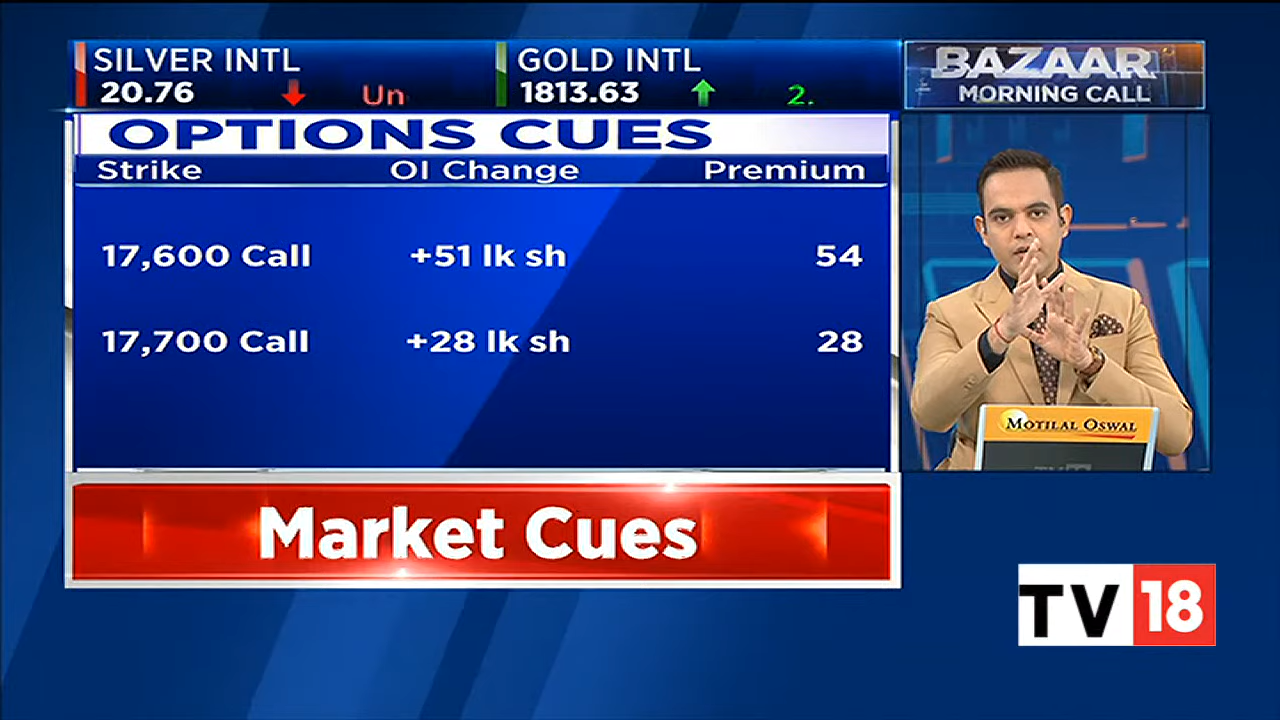 SILVER INTL
20.76 Un
GOLD INTL
1813.63 2.
BAZAAR
MORNING CALL
OPTIONS CUES
Strike OI Change Premium
17,600 Call +51 lk sh 54
17,700 Call +28 lk sh 28
MOTILAL OSWAL
TV18
Market Cues
TV18